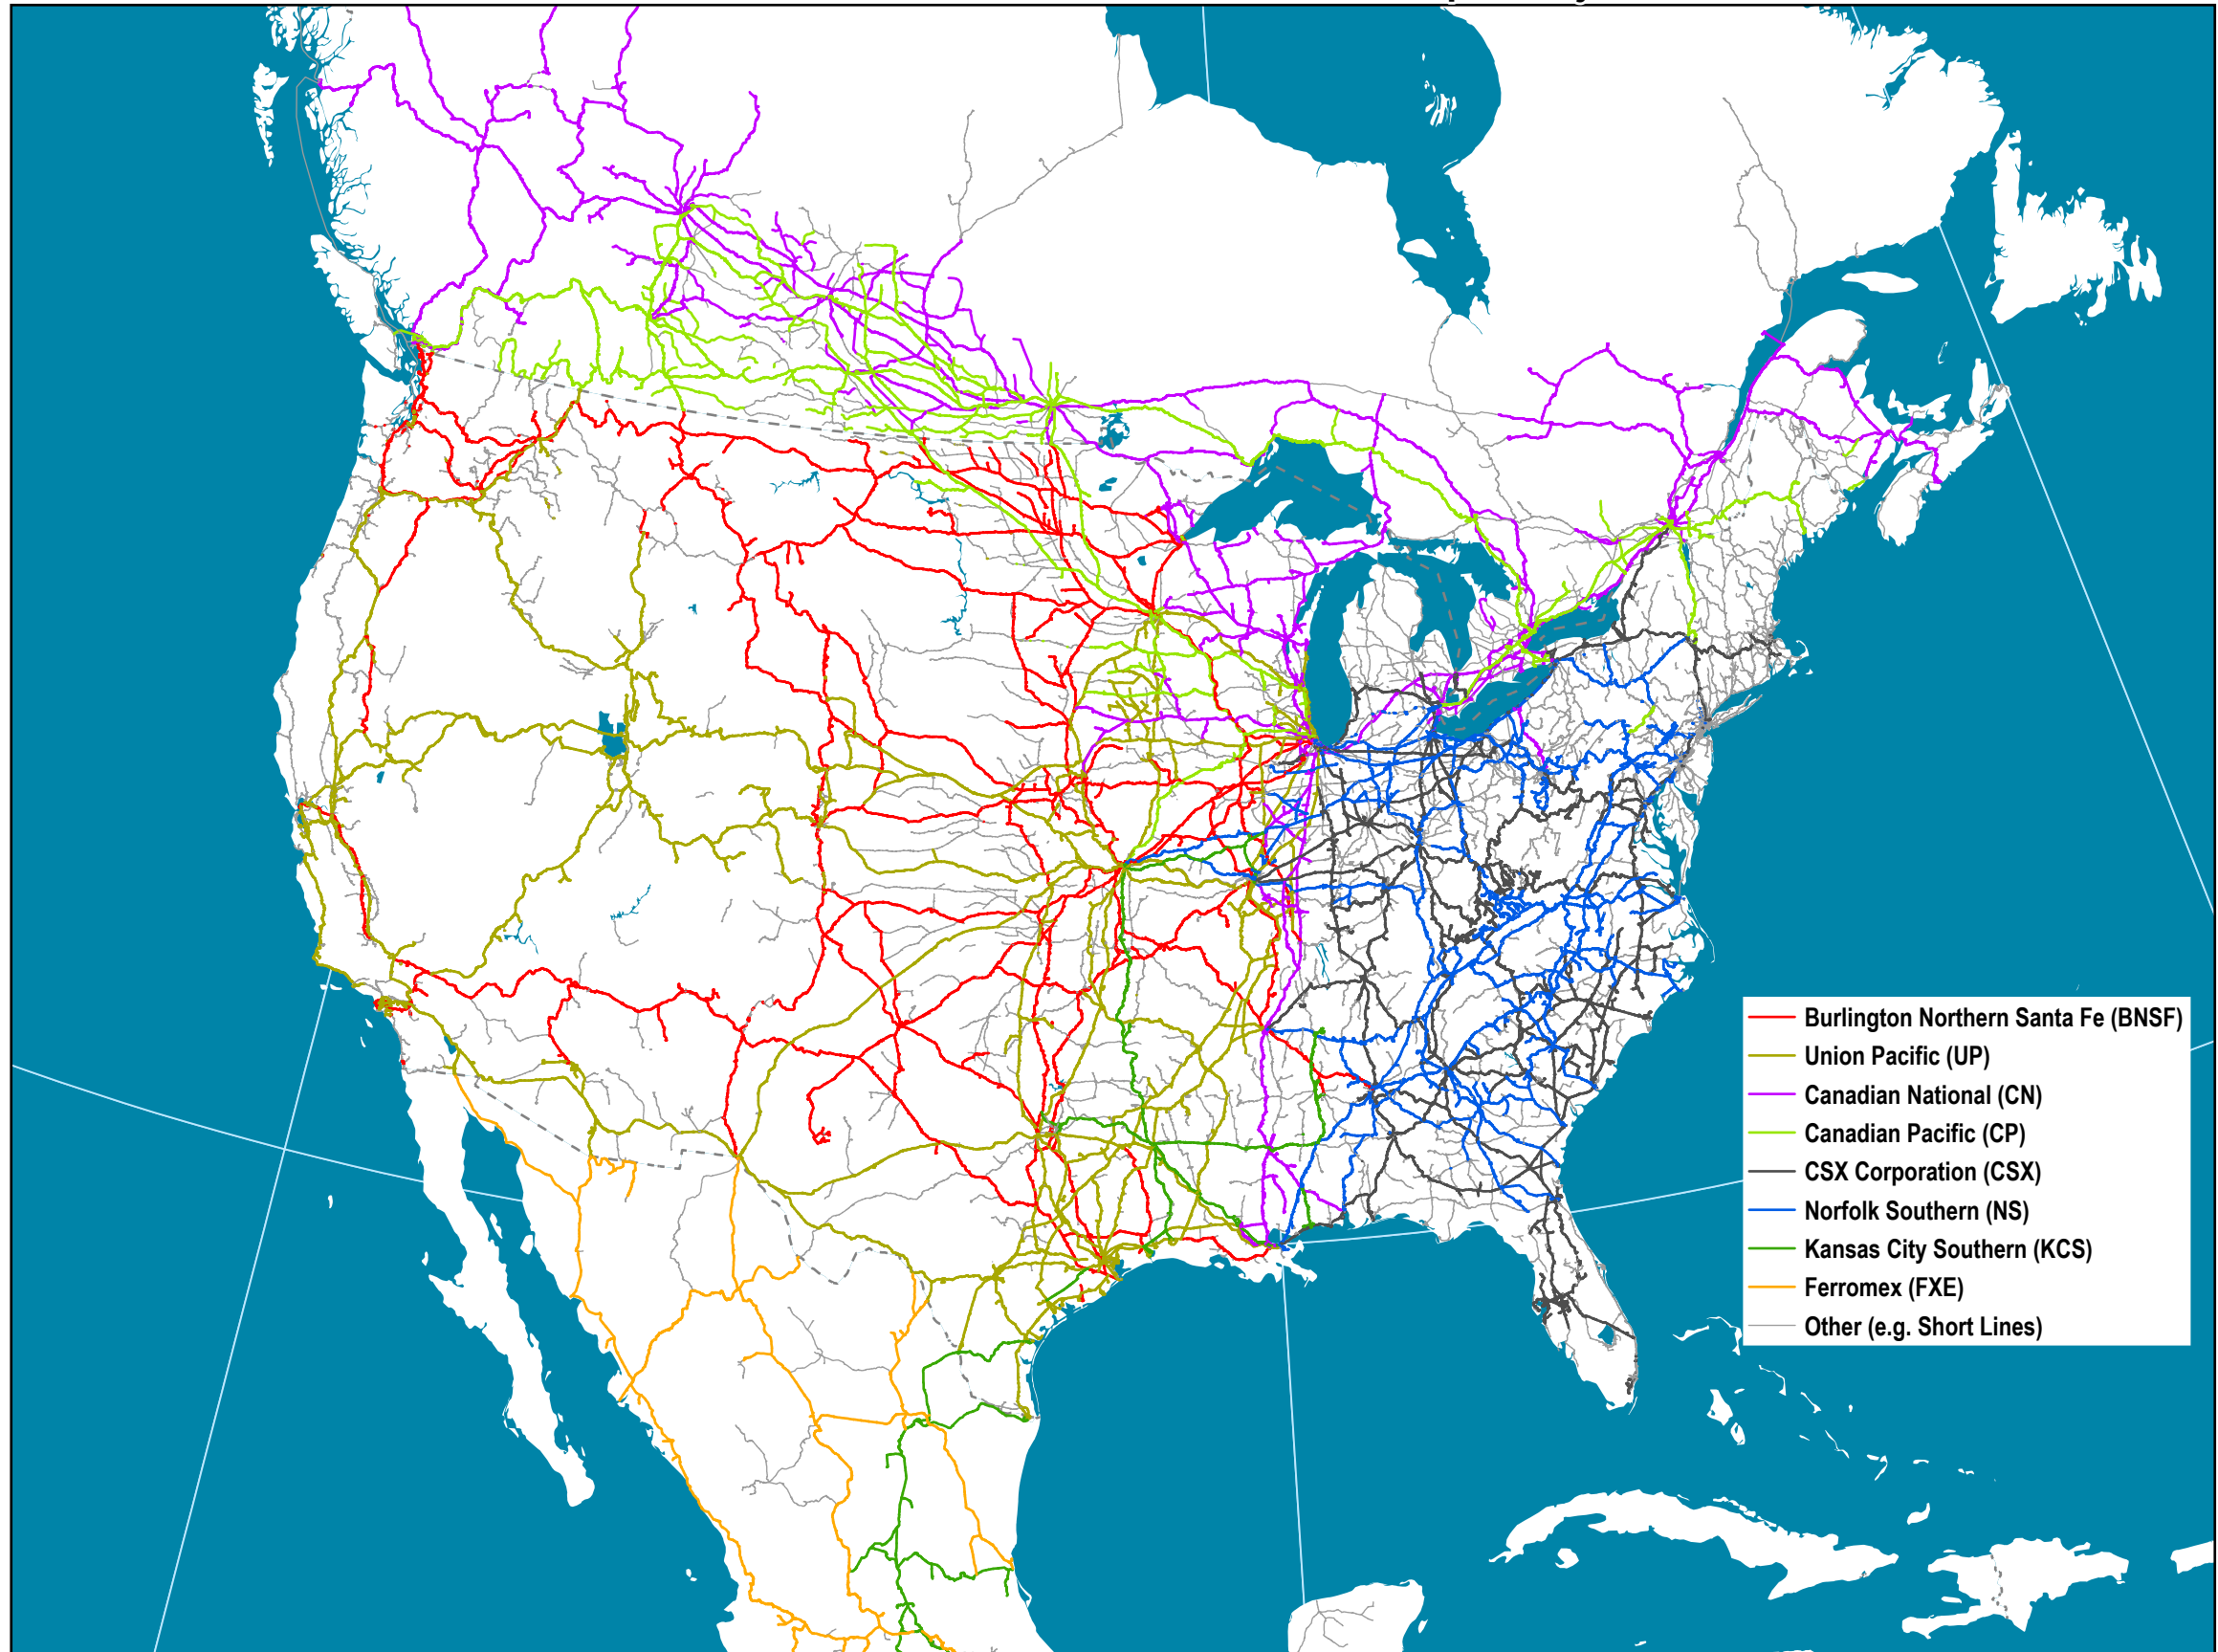 Burlington Northern Santa Fe (BNSF)
Union Pacific (UP)
Canadian National (CN)
Canadian Pacific (CP)
CSX Corporation (CSX)
Norfolk Southern (NS)
Kansas City Southern (KCS)
Ferromex (FXE)
Other (e.g. Short Lines)